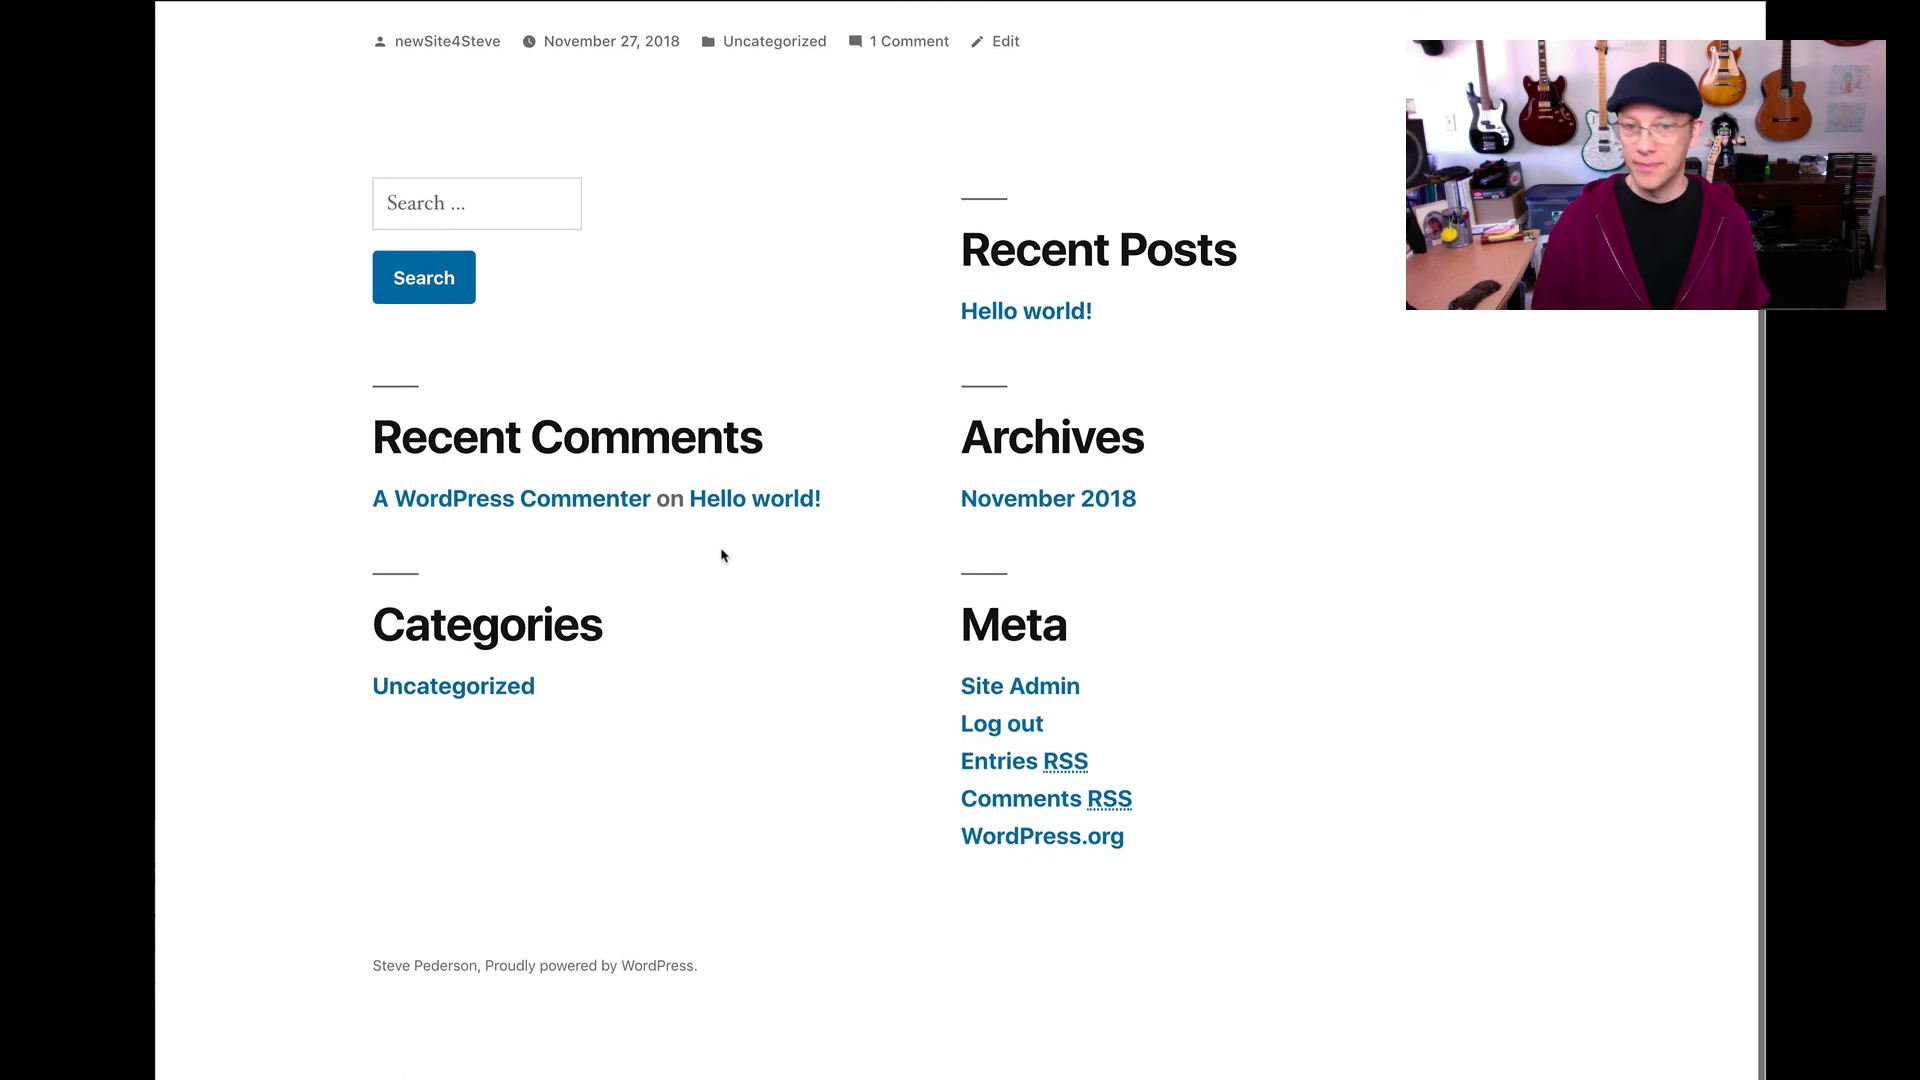 newSite4Steve November 27, 2018 Uncategorized 1 Comment Edit
Search ...
Search
Recent Posts
Hello world!
Recent Comments
A WordPress Commenter on Hello world!
Archives
November 2018
Categories
Uncategorized
Meta
Site Admin
Log out
Entries RSS
Comments RSS
WordPress.org
Steve Pederson, Proudly powered by WordPress.